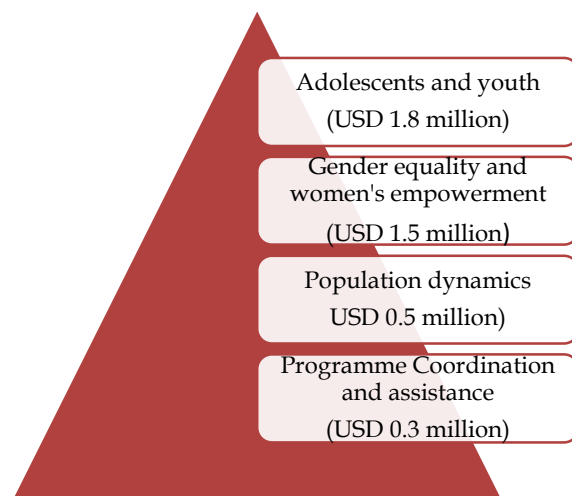 Adolescents and youth
(USD 1.8 million)
Gender equality and
women's empowerment
(USD 1.5 million)
Population dynamics
USD 0.5 million)
Programme Coordination
and assistance
(USD 0.3 million)